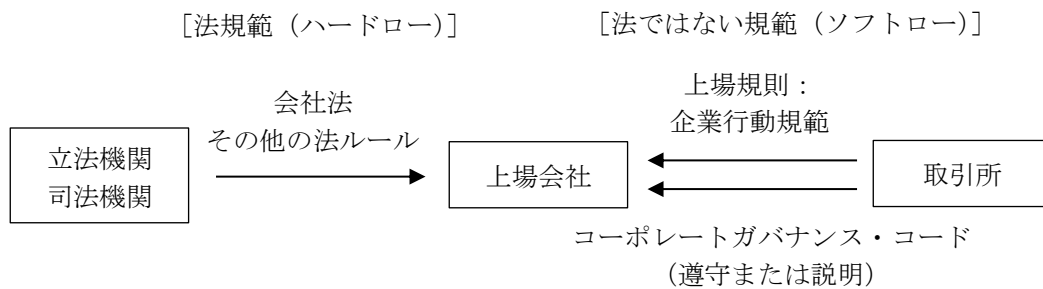 [法規範（ハードロー）]
[法ではない規範（ソフトロー）]
会社法
その他の法ルール
上場規則：
企業行動規範
立法機関
司法機関
上場会社
取引所
コーポレートガバナンス・コード
（遵守または説明）